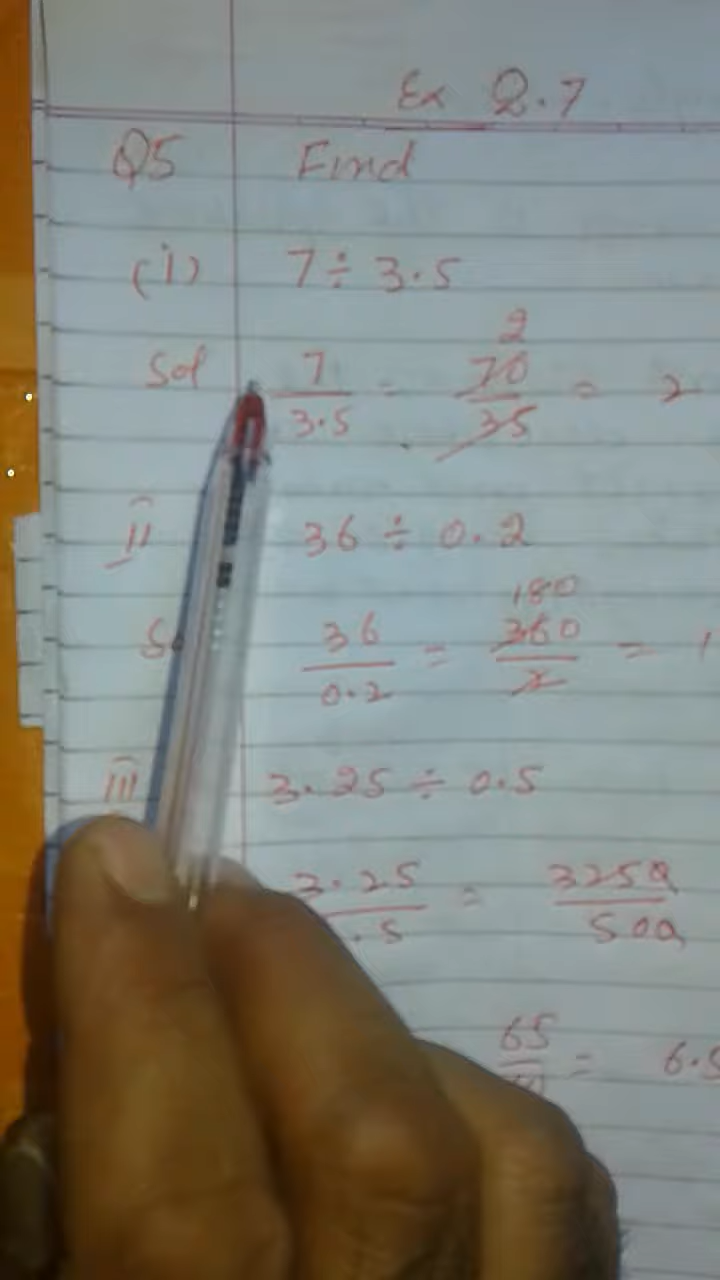 Ex 2.7
Q5 Find
(i) 7 ÷ 3.5
Sol 7/3.5 = 70/35 = 2
2
II 36 ÷ 0.2
36/0.2 = 360/2 =
180
III 3.25 ÷ 0.5
3.25/.5 = 3250/500
65 = 6.5